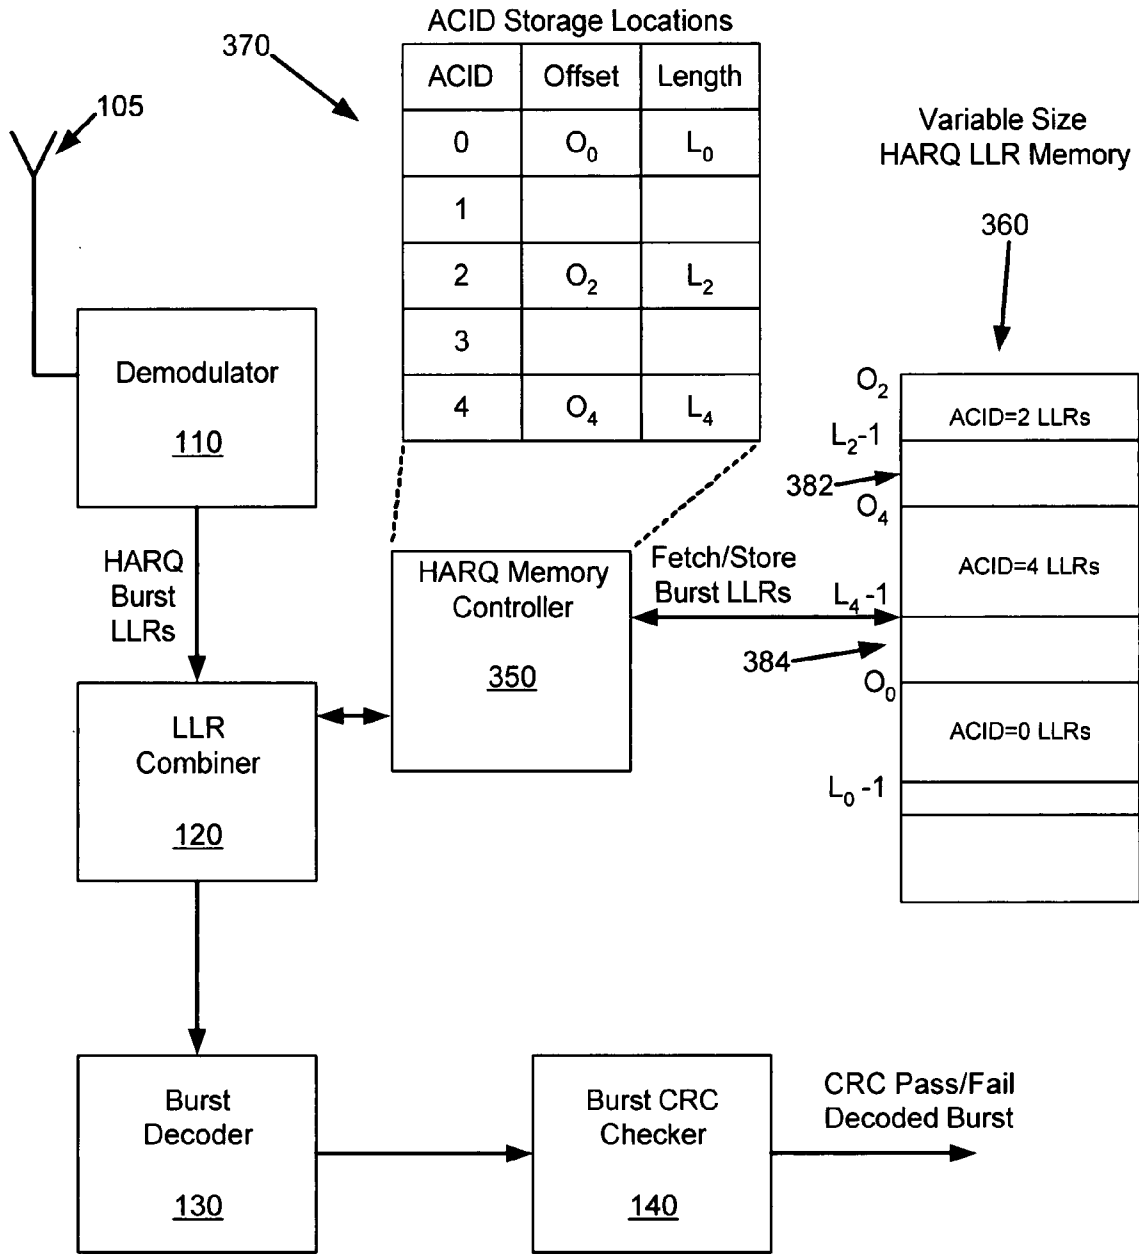 ACID Storage Locations
370
ACID Offset Length
0 O₀ L₀
1
2 O₂ L₂
3
4 O₄ L₄
105
Variable Size
HARQ LLR Memory
360
Demodulator
110
O₂
ACID=2 LLRs
L₂-1
382
O₄
ACID=4 LLRs
L₄-1
384
O₀
ACID=0 LLRs
L₀-1
HARQ
Burst
LLRs
HARQ Memory
Controller
350
Fetch/Store
Burst LLRs
LLR
Combiner
120
Burst
Decoder
130
Burst CRC
Checker
140
CRC Pass/Fail
Decoded Burst